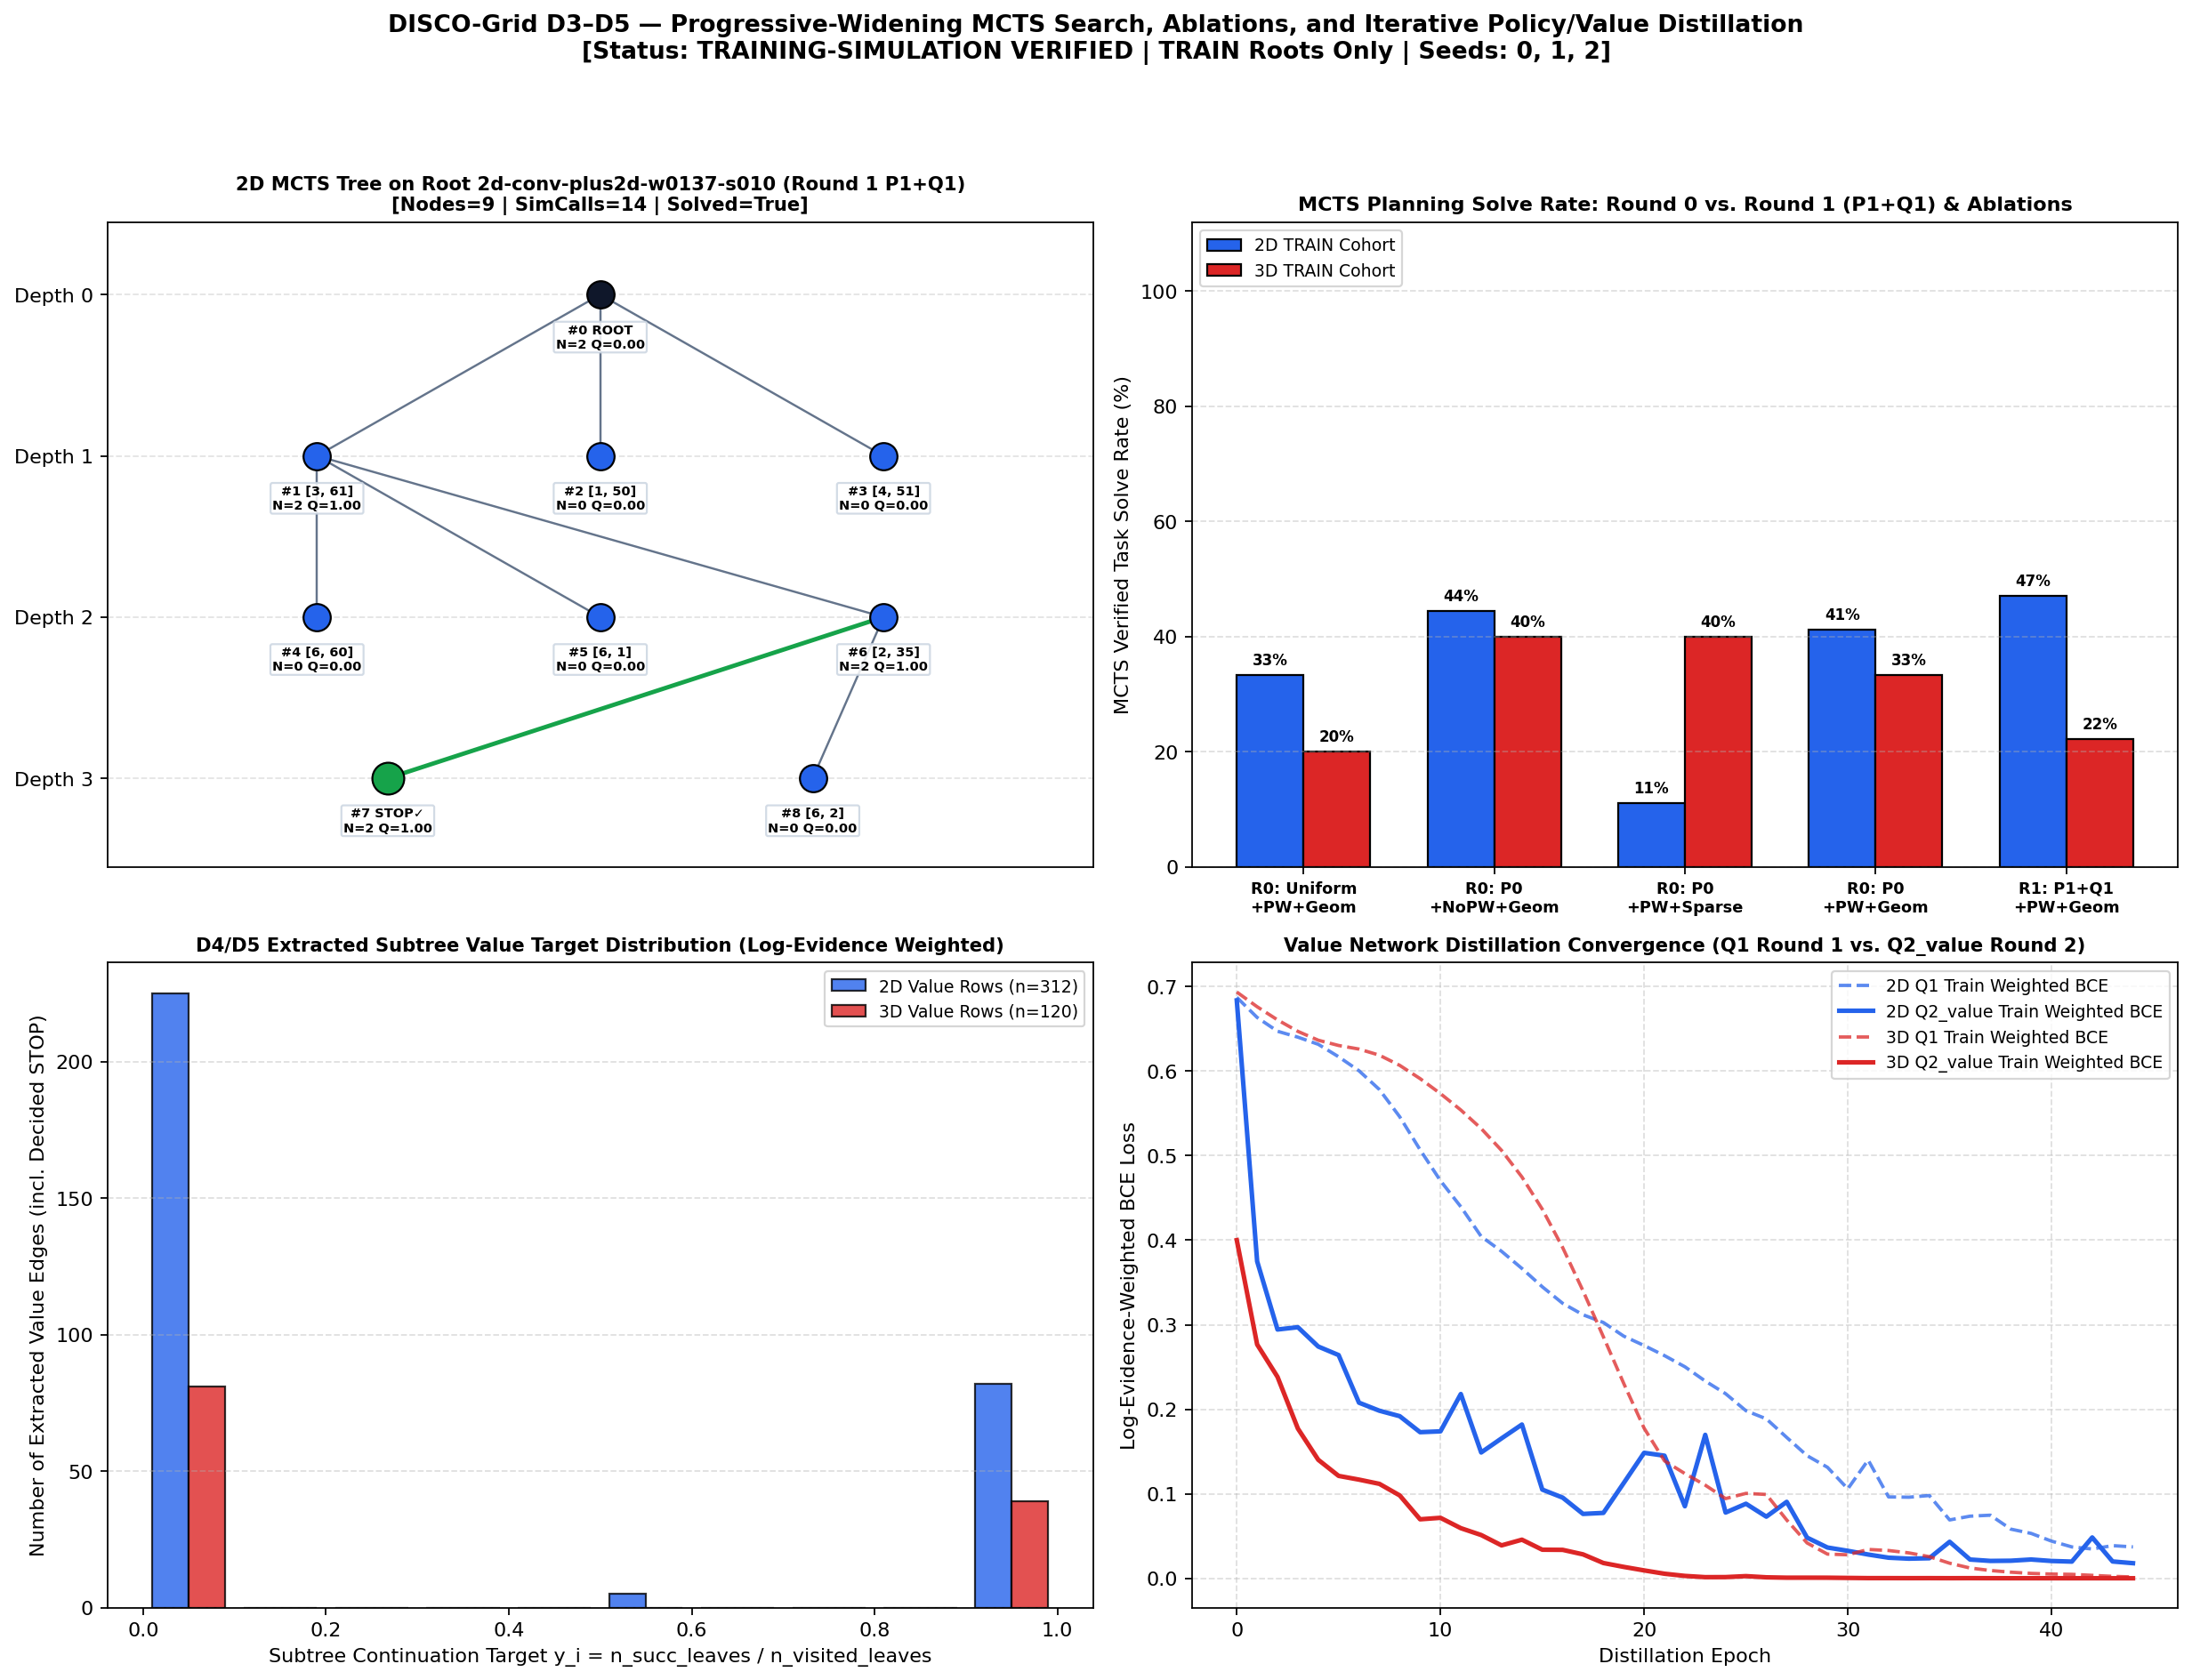 DISCO-Grid D3–D5 — Progressive-Widening MCTS Search, Ablations, and Iterative Policy/Value Distillation
[Status: TRAINING-SIMULATION VERIFIED | TRAIN Roots Only | Seeds: 0, 1, 2]
2D MCTS Tree on Root 2d-conv-plus2d-w0137-s010 (Round 1 P1+Q1)
[Nodes=9 | SimCalls=14 | Solved=True]
Depth 0
#0 ROOT
N=2 Q=0.00
Depth 1
#1 [3, 61]
N=2 Q=1.00
#2 [1, 50]
N=0 Q=0.00
#3 [4, 51]
N=0 Q=0.00
Depth 2
#4 [6, 60]
N=0 Q=0.00
#5 [6, 1]
N=0 Q=0.00
#6 [2, 35]
N=2 Q=1.00
Depth 3
#7 STOP✓
N=2 Q=1.00
#8 [6, 2]
N=0 Q=0.00
MCTS Planning Solve Rate: Round 0 vs. Round 1 (P1+Q1) & Ablations
2D TRAIN Cohort
3D TRAIN Cohort
MCTS Verified Task Solve Rate (%)
100
80
60
40
20
0
33%
20%
44%
40%
11%
40%
41%
33%
47%
22%
R0: Uniform
+PW+Geom
R0: P0
+NoPW+Geom
R0: P0
+PW+Sparse
R0: P0
+PW+Geom
R1: P1+Q1
+PW+Geom
D4/D5 Extracted Subtree Value Target Distribution (Log-Evidence Weighted)
2D Value Rows (n=312)
3D Value Rows (n=120)
Number of Extracted Value Edges (incl. Decided STOP)
200
150
100
50
0
0.0 0.2 0.4 0.6 0.8 1.0
Subtree Continuation Target y_i = n_succ_leaves / n_visited_leaves
Value Network Distillation Convergence (Q1 Round 1 vs. Q2_value Round 2)
2D Q1 Train Weighted BCE
2D Q2_value Train Weighted BCE
3D Q1 Train Weighted BCE
3D Q2_value Train Weighted BCE
Log-Evidence-Weighted BCE Loss
0.7
0.6
0.5
0.4
0.3
0.2
0.1
0.0
0 10 20 30 40
Distillation Epoch